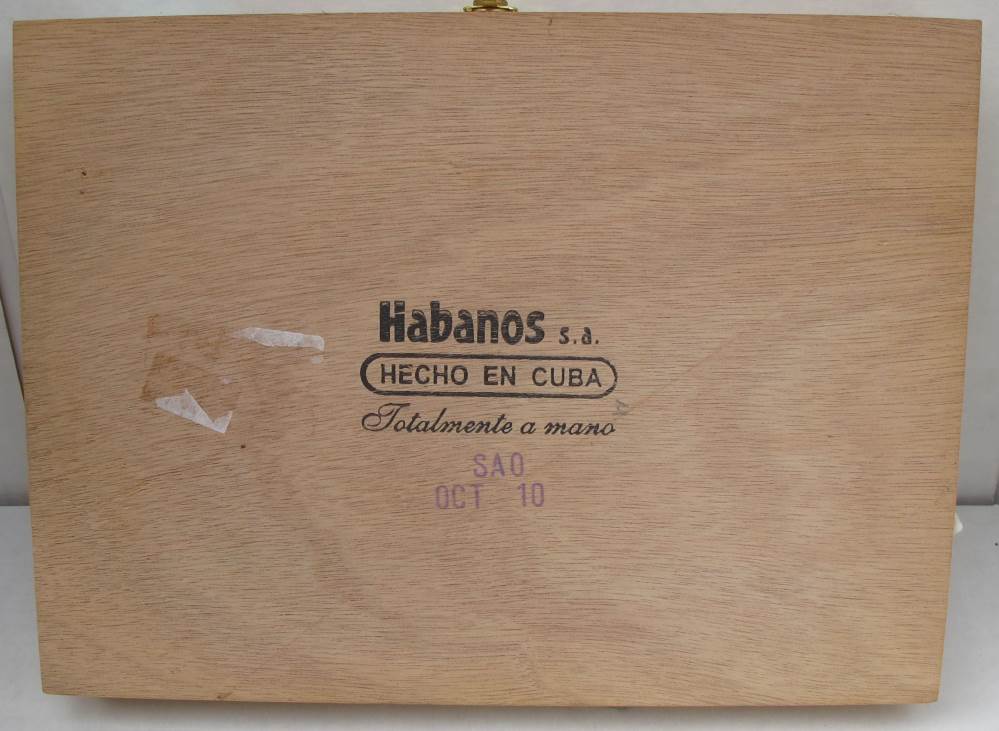 Habanos s.a.
HECHO EN CUBA
Totalmente a mano
SAO
OCT 10